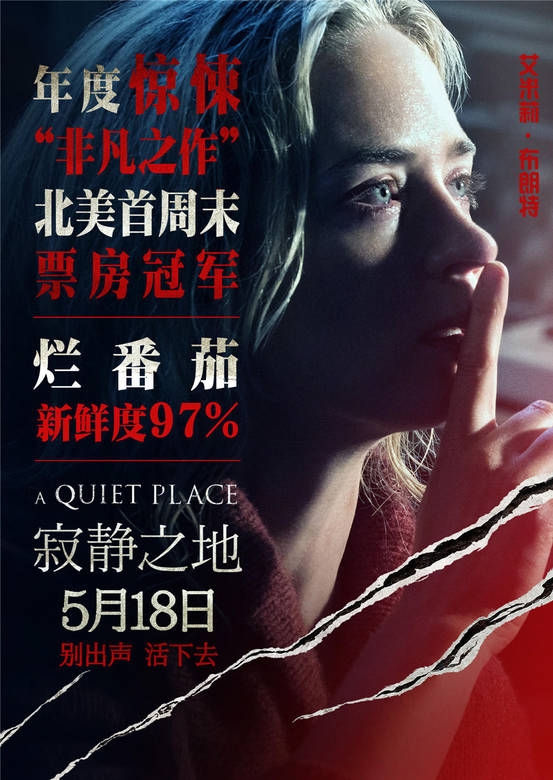 年度惊悚
“非凡之作”
北美首周末
票房冠军
烂番茄
新鲜度97%
A QUIET PLACE
寂静之地
5月18日
别出声 活下去
艾米莉·布朗特